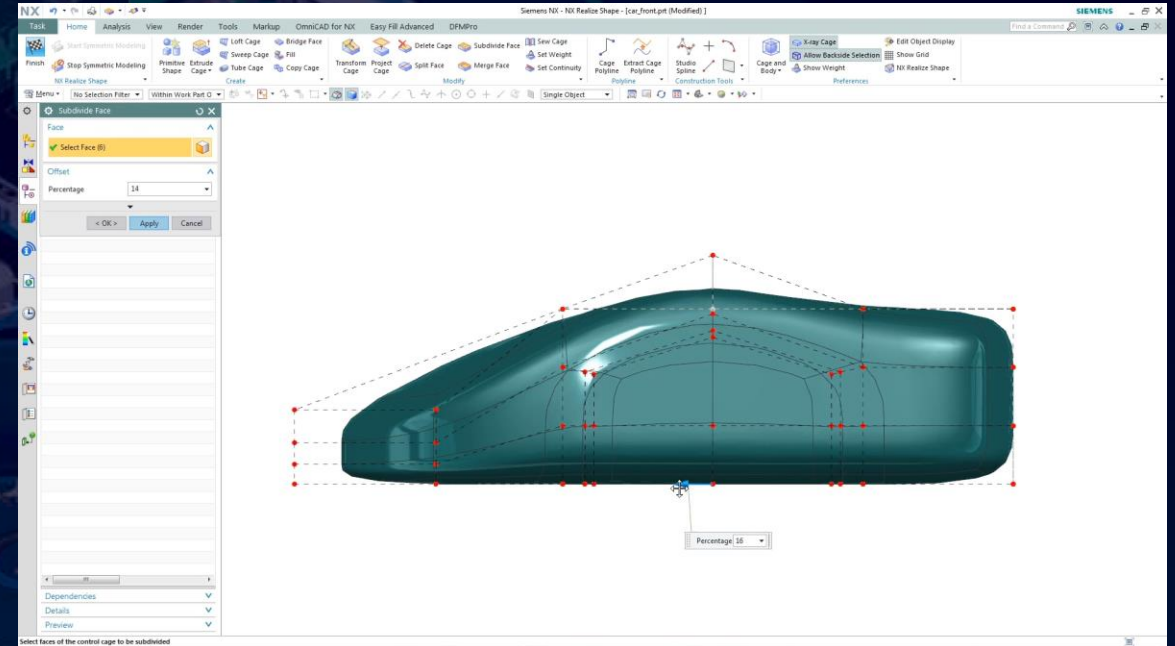 NX
Siemens NX - NX Realize Shape - [car_front.prt (Modified) ]
SIEMENS
Task Home Analysis View Render Tools Markup OmniCAD for NX Easy Fill Advanced DFMPro
Find a Command
Finish
Start Symmetric Modeling
Stop Symmetric Modeling
NX Realize Shape
Primitive Shape
Extrude Cage
Loft Cage
Sweep Cage
Tube Cage
Bridge Face
Fill
Copy Cage
Create
Transform Cage
Project Cage
Delete Cage
Split Face
Subdivide Face
Merge Face
Sew Cage
Set Weight
Set Continuity
Modify
Cage Polyline
Extract Cage Polyline
Polyline
Studio Spline
Construction Tools
Cage and Body
X-ray Cage
Allow Backside Selection
Show Weight
Edit Object Display
Show Grid
NX Realize Shape
Preferences
Menu No Selection Filter Within Work Part O Single Object
Subdivide Face
Face
Select Face (6)
Offset
Percentage 14
< OK > Apply Cancel
Percentage 16
Dependencies
Details
Preview
Select faces of the control cage to be subdivided